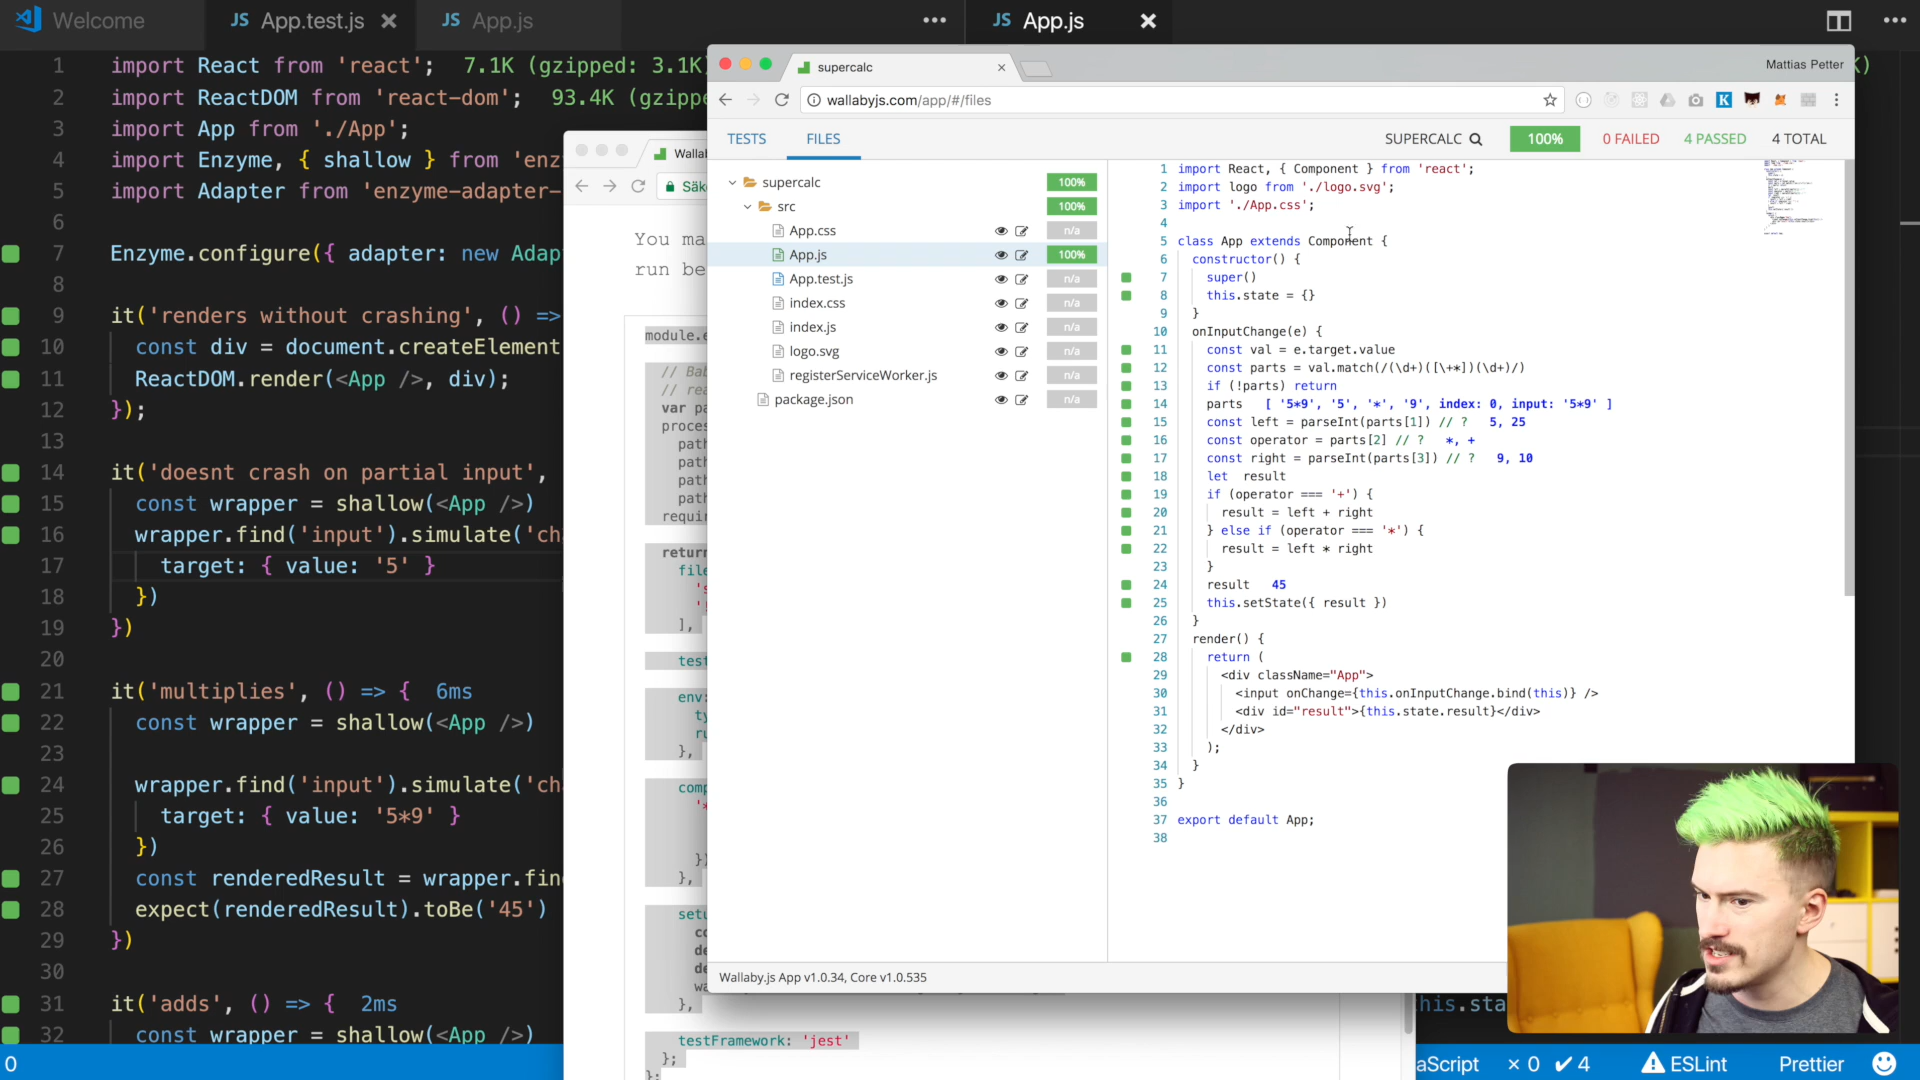 Welcome
JS App.test.js ×
JS App.js
•••
JS App.js ×
•••
1 import React from 'react'; 7.1K (gzipped: 3.1K)
2 import ReactDOM from 'react-dom'; 93.4K (gzippe
3 import App from './App';
4 import Enzyme, { shallow } from 'enz
5 import Adapter from 'enzyme-adapter-
6
7 Enzyme.configure({ adapter: new Adap
8
9 it('renders without crashing', () =>
10 const div = document.createElement
11 ReactDOM.render(<App />, div);
12 });
13
14 it('doesnt crash on partial input',
15 const wrapper = shallow(<App />)
16 wrapper.find('input').simulate('ch
17 target: { value: '5' }
18 })
19 })
20
21 it('multiplies', () => { 6ms
22 const wrapper = shallow(<App />)
23
24 wrapper.find('input').simulate('ch
25 target: { value: '5*9' }
26 })
27 const renderedResult = wrapper.fin
28 expect(renderedResult).toBe('45')
29 })
30
31 it('adds', () => { 2ms
32 const wrapper = shallow(<App />)
0
Wallab
Säk
You ma
run be
module.e
// Bab
// rea
var pa
proces
path
path
path
path
requir
return
file
's
'!
],
test
env:
ty
ru
},
comp
'*
})
},
setu
co
de
de
wa
},
testFramework: 'jest'
};
};
supercalc ×
Mattias Petter
wallabyjs.com/app/#/files
K
TESTS
FILES
SUPERCALC
100%
0 FAILED
4 PASSED
4 TOTAL
supercalc 100%
src 100%
App.css n/a
App.js 100%
App.test.js n/a
index.css n/a
index.js n/a
logo.svg n/a
registerServiceWorker.js n/a
package.json n/a
1 import React, { Component } from 'react';
2 import logo from './logo.svg';
3 import './App.css';
4
5 class App extends Component {
6 constructor() {
7 super()
8 this.state = {}
9 }
10 onInputChange(e) {
11 const val = e.target.value
12 const parts = val.match(/(\d+)([\+*])(\d+)/)
13 if (!parts) return
14 parts [ '5*9', '5', '*', '9', index: 0, input: '5*9' ]
15 const left = parseInt(parts[1]) // ? 5, 25
16 const operator = parts[2] // ? *, +
17 const right = parseInt(parts[3]) // ? 9, 10
18 let result
19 if (operator === '+') {
20 result = left + right
21 } else if (operator === '*') {
22 result = left * right
23 }
24 result 45
25 this.setState({ result })
26 }
27 render() {
28 return (
29 <div className="App">
30 <input onChange={this.onInputChange.bind(this)} />
31 <div id="result">{this.state.result}</div>
32 </div>
33 );
34 }
35 }
36
37 export default App;
38
Wallaby.js App v1.0.34, Core v1.0.535
this.sta
aScript
× 0 ✔ 4
ESLint
Prettier